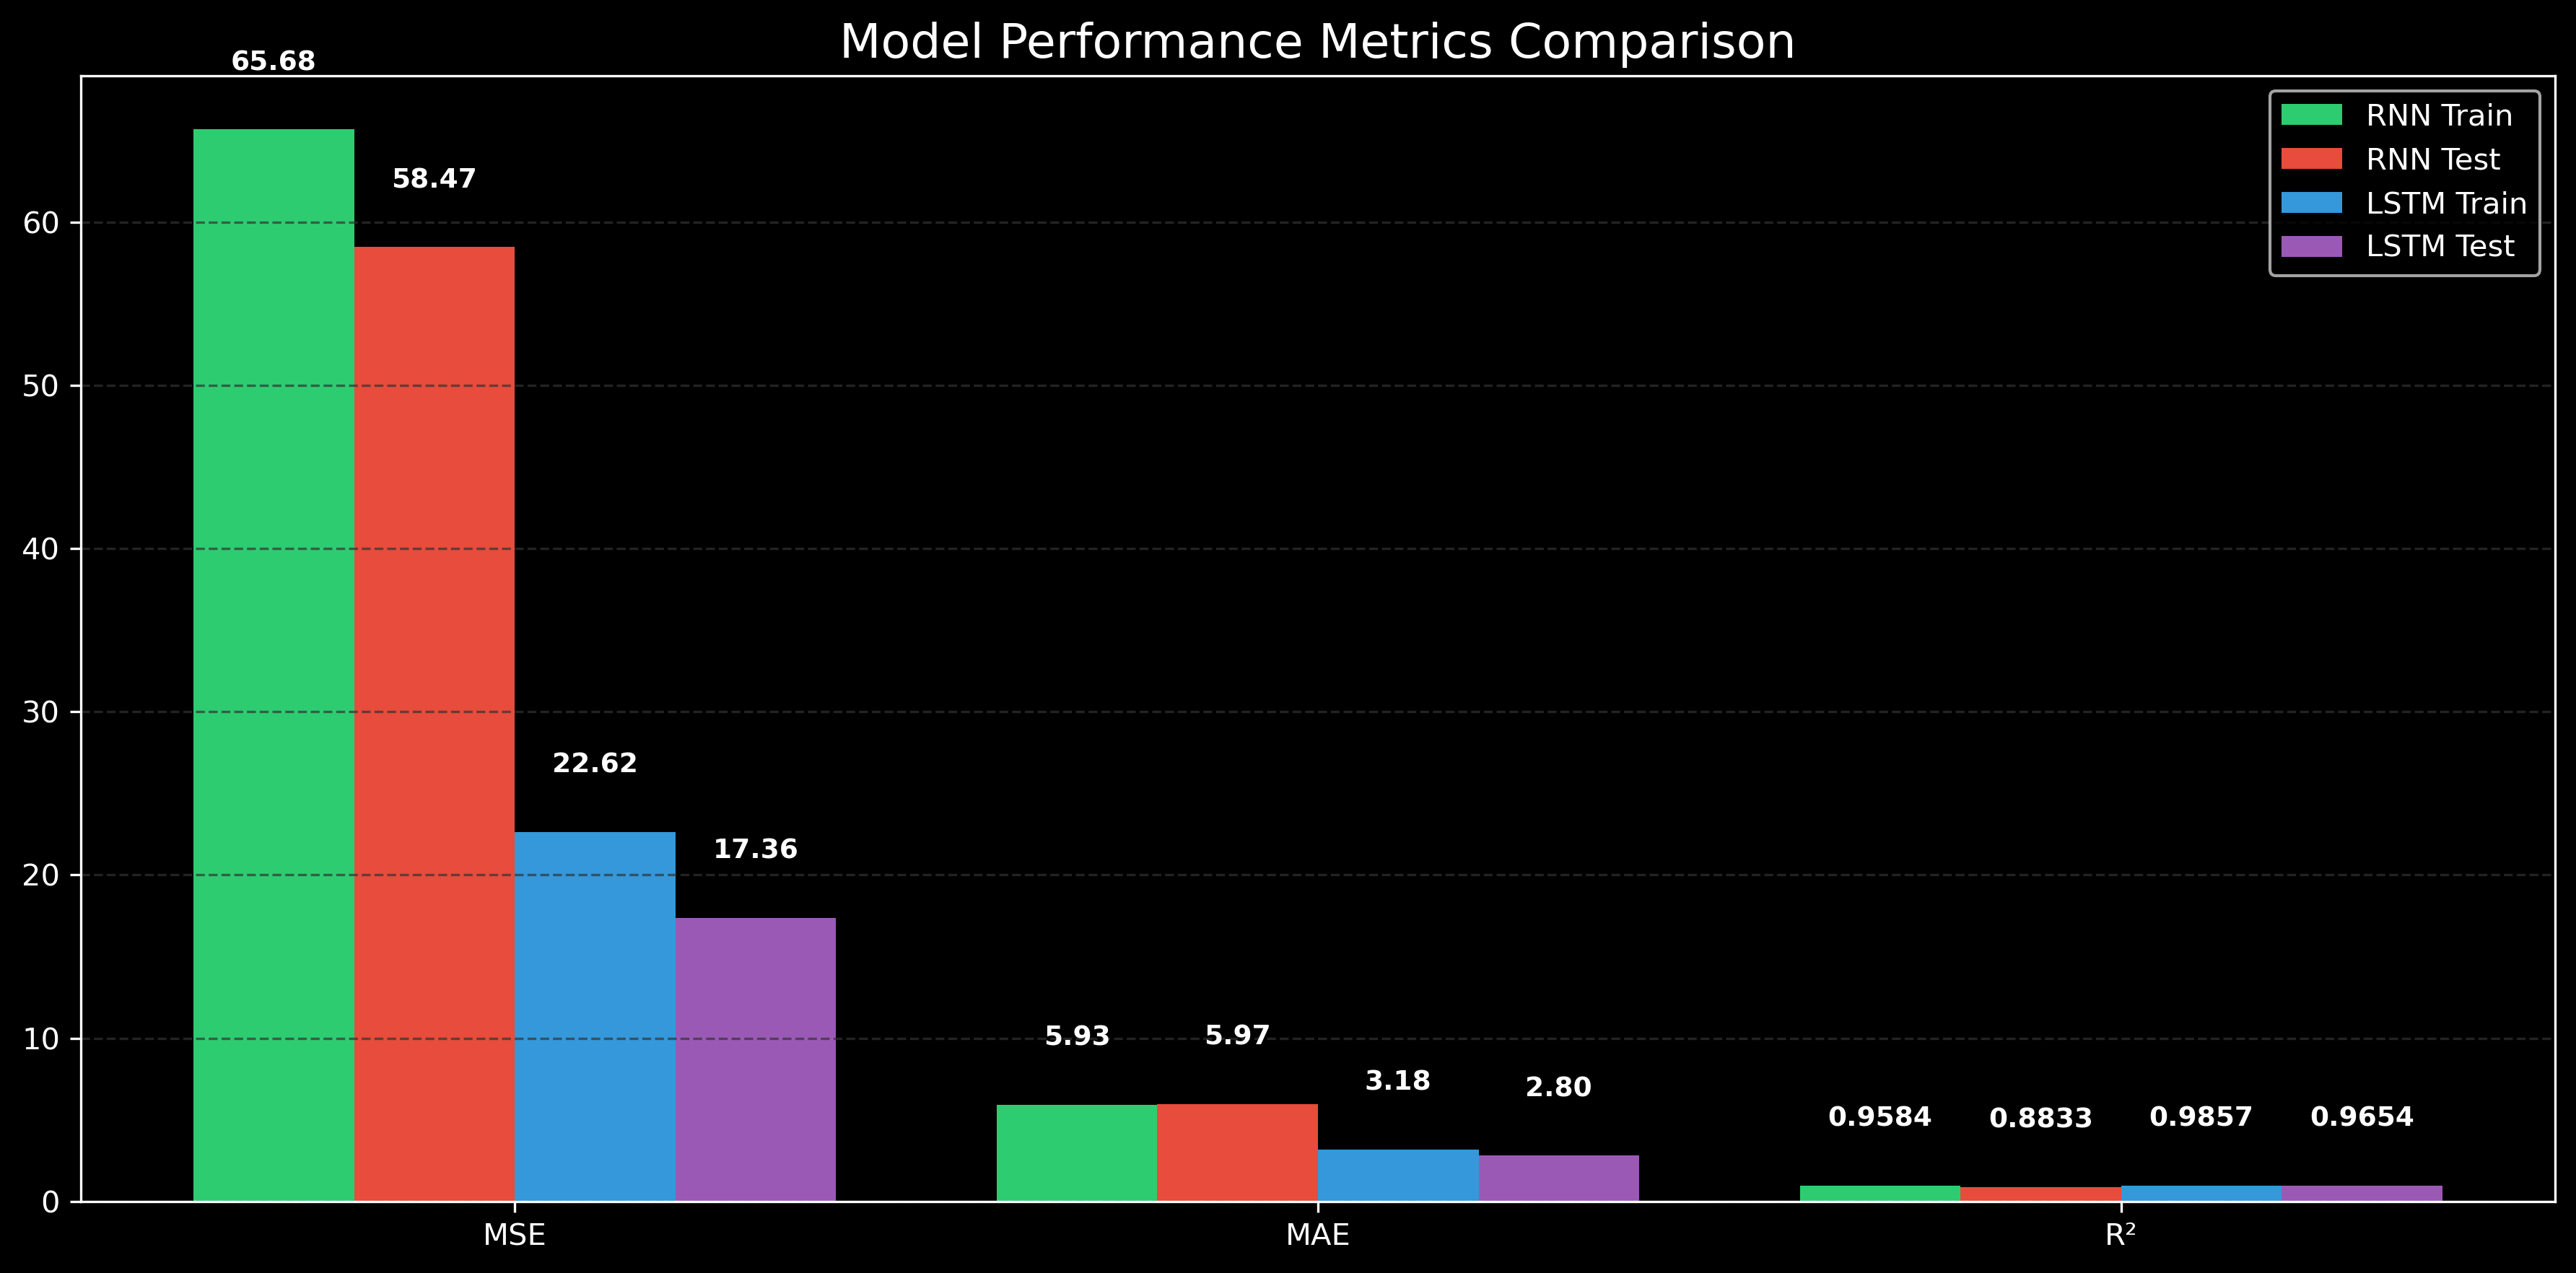 Model Performance Metrics Comparison
65.68
58.47
22.62
17.36
5.93
5.97
3.18
2.80
0.9584
0.8833
0.9857
0.9654
RNN Train
RNN Test
LSTM Train
LSTM Test
60
50
40
30
20
10
0
MSE
MAE
R²